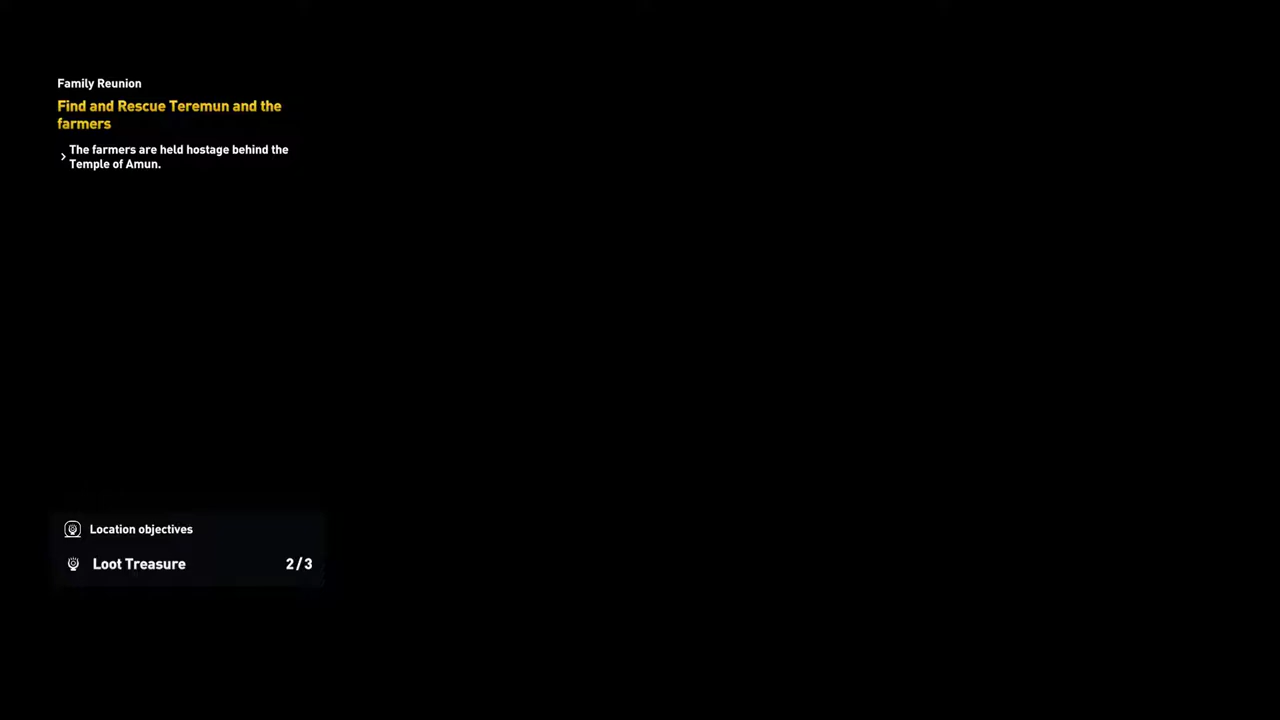 Family Reunion
Find and Rescue Teremun and the
farmers
The farmers are held hostage behind the
Temple of Amun.
Location objectives
Loot Treasure 2/3